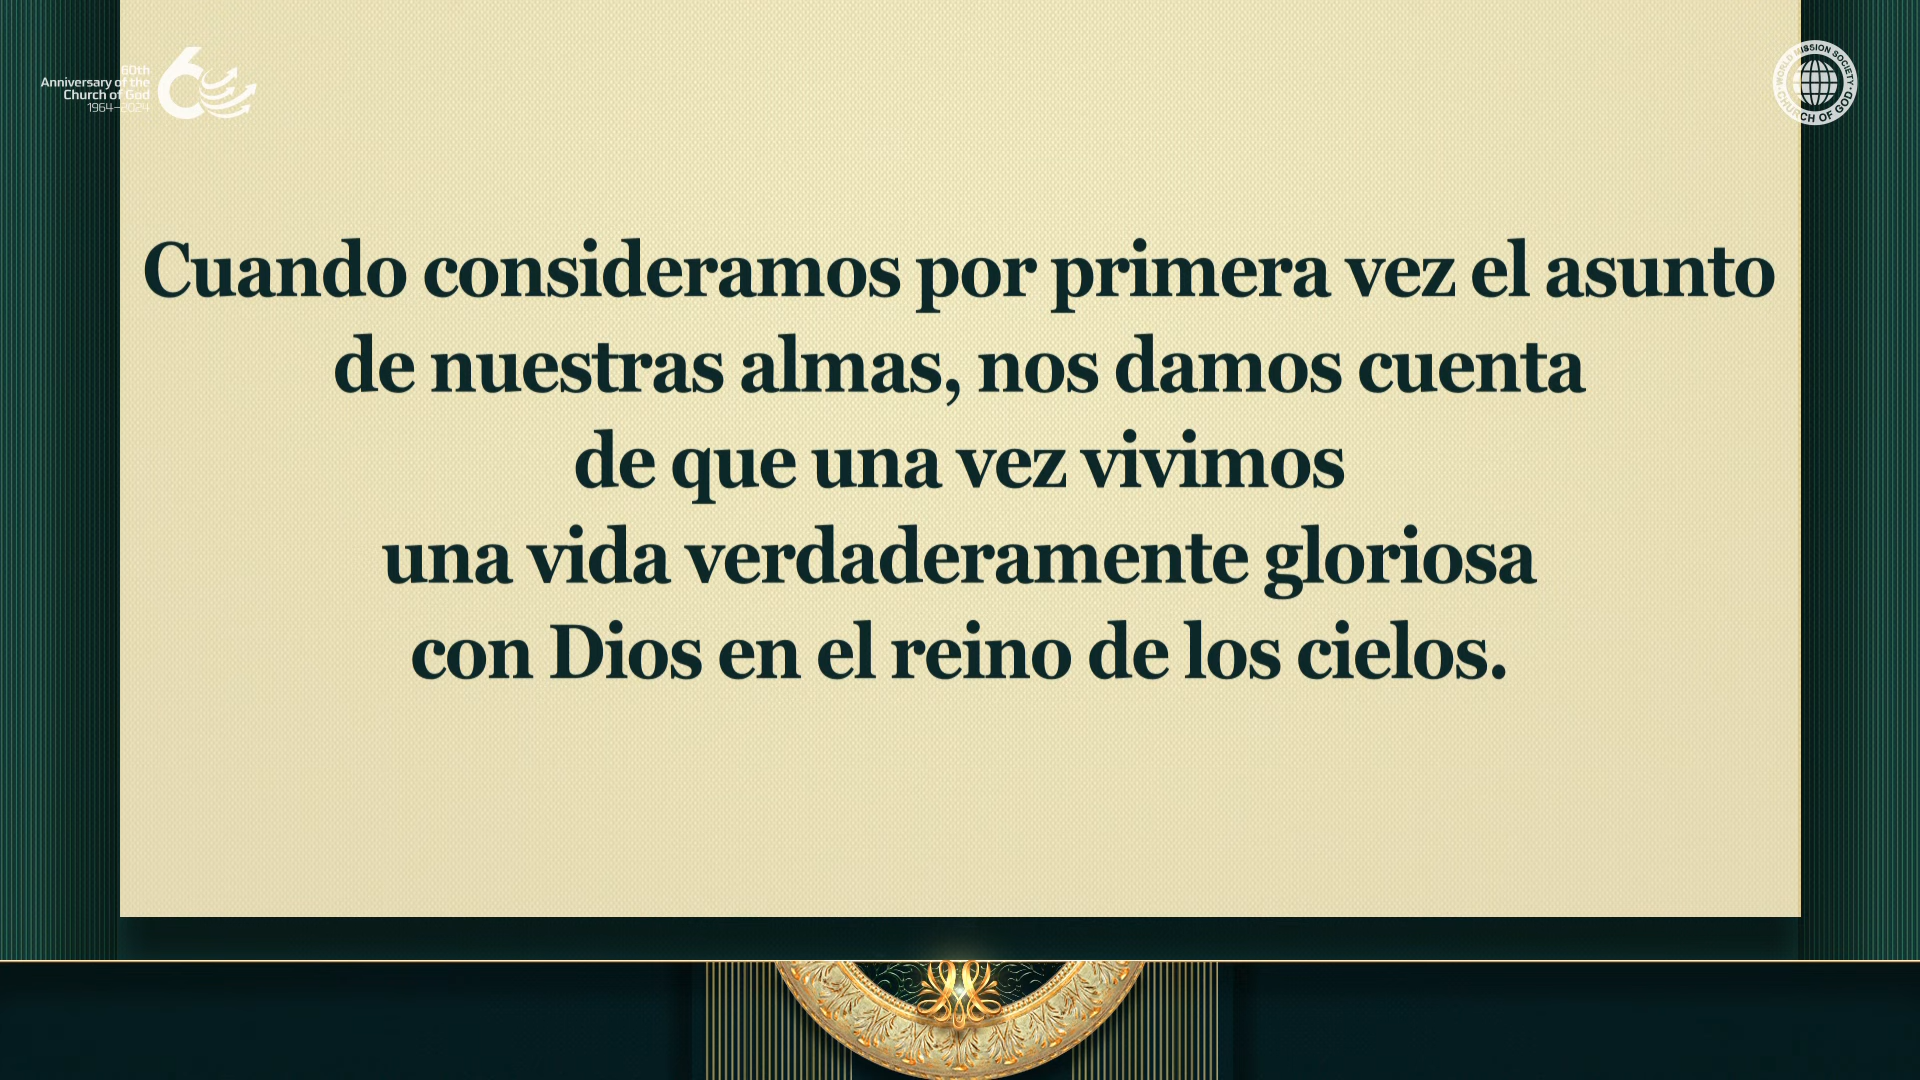 60th
Anniversary of the
Church of God
1964–2024
WORLD MISSION SOCIETY
CHURCH OF GOD
Cuando consideramos por primera vez el asunto
de nuestras almas, nos damos cuenta
de que una vez vivimos
una vida verdaderamente gloriosa
con Dios en el reino de los cielos.